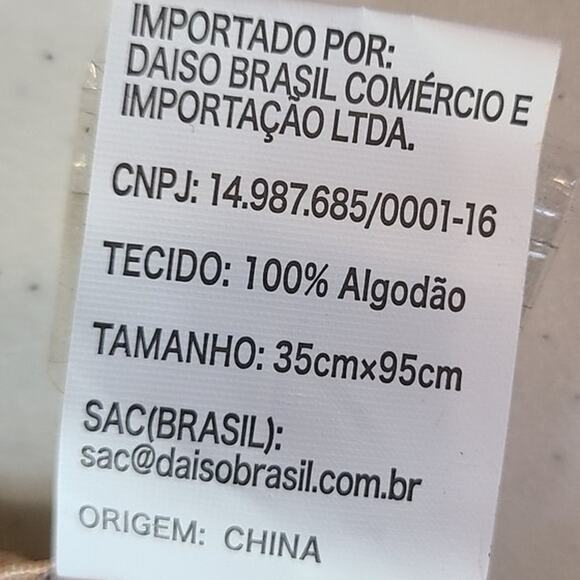 IMPORTADO POR:
DAISO BRASIL COMÉRCIO E
IMPORTAÇÃO LTDA.
CNPJ: 14.987.685/0001-16
TECIDO: 100% Algodão
TAMANHO: 35cm×95cm
SAC(BRASIL):
sac@daisobrasil.com.br
ORIGEM: CHINA